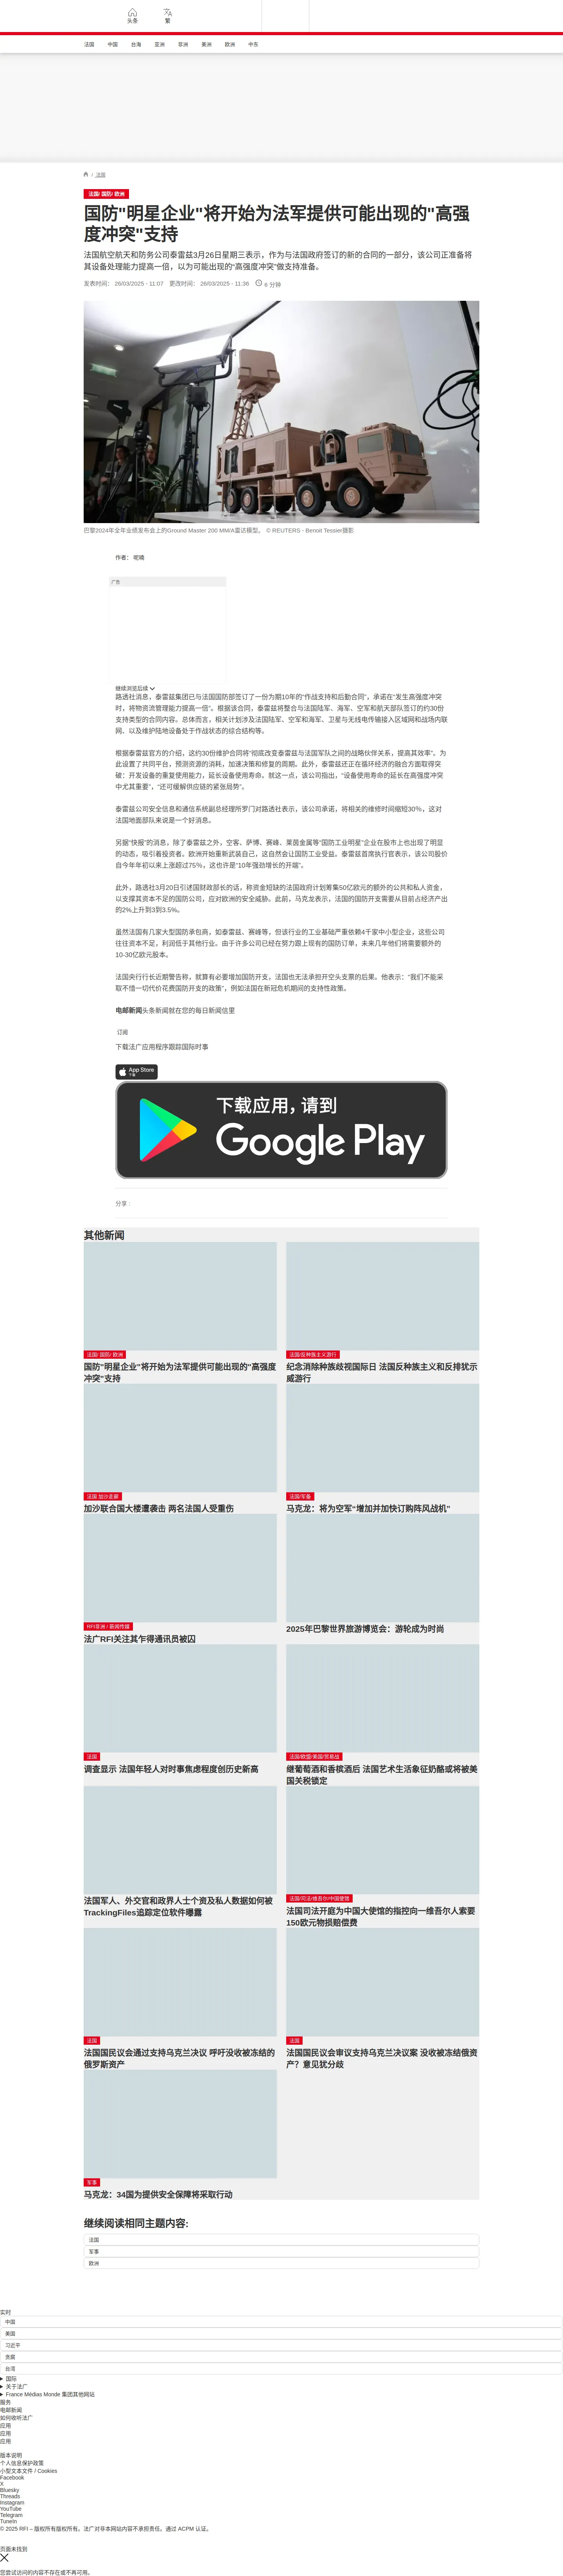 头条
繁
法国 中国 台湾 亚洲 非洲 美洲 欧洲 中东
/ 法国
法国/ 国防/ 欧洲
国防"明星企业"将开始为法军提供可能出现的"高强
度冲突"支持
法国航空航天和防务公司泰雷兹3月26日星期三表示，作为与法国政府签订的新的合同的一部分，该公司正准备将
其设备处理能力提高一倍，以为可能出现的“高强度冲突”做支持准备。
发表时间： 26/03/2025 - 11:07 更改时间： 26/03/2025 - 11:36 6 分钟
巴黎2024年全年业绩发布会上的Ground Master 200 MM/A雷达模型。 © REUTERS - Benoit Tessier摄影
作者： 呢喃
广告
继续浏览后续
路透社消息，泰雷兹集团已与法国国防部签订了一份为期10年的“作战支持和后勤合同”，承诺在“发生高强度冲突
时，将物资流管理能力提高一倍”。根据该合同，泰雷兹将整合与法国陆军、海军、空军和航天部队签订的约30份
支持类型的合同内容。总体而言，相关计划涉及法国陆军、空军和海军、卫星与无线电传输接入区域网和战场内联
网、以及维护陆地设备处于作战状态的综合结构等。
根据泰雷兹官方的介绍，这约30份维护合同将“彻底改变泰雷兹与法国军队之间的战略伙伴关系，提高其效率”。为
此设置了共同平台，预测资源的消耗，加速决策和修复的周期。此外，泰雷兹还正在循环经济的融合方面取得突
破：开发设备的重复使用能力，延长设备使用寿命。就这一点，该公司指出，“设备使用寿命的延长在高强度冲突
中尤其重要”，“还可缓解供应链的紧张局势”。
泰雷兹公司安全信息和通信系统副总经理所罗门对路透社表示，该公司承诺，将相关的维修时间缩短30％，这对
法国地面部队来说是一个好消息。
另据“快报”的消息，除了泰雷兹之外，空客、萨博、赛峰、莱茵金属等“国防工业明星”企业在股市上也出现了明显
的动态，吸引着投资者。欧洲开始重新武装自己，这自然会让国防工业受益。泰雷兹首席执行官表示，该公司股价
自今年年初以来上涨超过75％，这也许是“10年强劲增长的开端”。
此外，路透社3月20日引述国财政部长的话，称资金短缺的法国政府计划筹集50亿欧元的额外的公共和私人资金，
以支撑其资本不足的国防公司，应对欧洲的安全威胁。此前，马克龙表示，法国的国防开支需要从目前占经济产出
的2%上升到3到3.5%。
虽然法国有几家大型国防承包商，如泰雷兹、赛峰等，但该行业的工业基础严重依赖4千家中小型企业，这些公司
往往资本不足，利润低于其他行业。由于许多公司已经在努力跟上现有的国防订单，未来几年他们将需要额外的
10-30亿欧元股本。
法国央行行长近期警告称，就算有必要增加国防开支，法国也无法承担开空头支票的后果。他表示：“我们不能采
取不惜一切代价花费国防开支的政策”，例如法国在新冠危机期间的支持性政策。
电邮新闻头条新闻就在您的每日新闻信里
订阅
下载法广应用程序跟踪国际时事
App Store
下载
下载应用，请到
Google Play
分享 :
其他新闻
法国/ 国防/ 欧洲
国防"明星企业"将开始为法军提供可能出现的"高强度
冲突"支持
法国/反种族主义游行
纪念消除种族歧视国际日 法国反种族主义和反排犹示
威游行
法国 加沙走廊
加沙联合国大楼遭袭击 两名法国人受重伤
法国/军备
马克龙：将为空军“增加并加快订购阵风战机”
RFI非洲 / 新闻传媒
法广RFI关注其乍得通讯员被囚
2025年巴黎世界旅游博览会：游轮成为时尚
法国
调查显示 法国年轻人对时事焦虑程度创历史新高
法国/欧盟/美国/贸易战
继葡萄酒和香槟酒后 法国艺术生活象征奶酪或将被美
国关税锁定
法国军人、外交官和政界人士个资及私人数据如何被
TrackingFiles追踪定位软件曝露
法国/司法/维吾尔/中国使馆
法国司法开庭为中国大使馆的指控向一维吾尔人索要
150欧元物损赔偿费
法国
法国国民议会通过支持乌克兰决议 呼吁没收被冻结的
俄罗斯资产
法国
法国国民议会审议支持乌克兰决议案 没收被冻结俄资
产？意见犹分歧
军事
马克龙：34国为提供安全保障将采取行动
继续阅读相同主题内容:
法国
军事
欧洲
实时
中国
美国
习近平
贪腐
台湾
国际
关于法广
France Médias Monde 集团其他网站
服务
电邮新闻
如何收听法广
应用
应用
应用
版本说明
个人信息保护政策
小型文本文件 / Cookies
Facebook
X
Bluesky
Threads
Instagram
YouTube
Telegram
TuneIn
© 2025 RFI – 版权所有版权所有。法广对非本网站内容不承担责任。通过 ACPM 认证。
页面未找到
您尝试访问的内容不存在或不再可用。